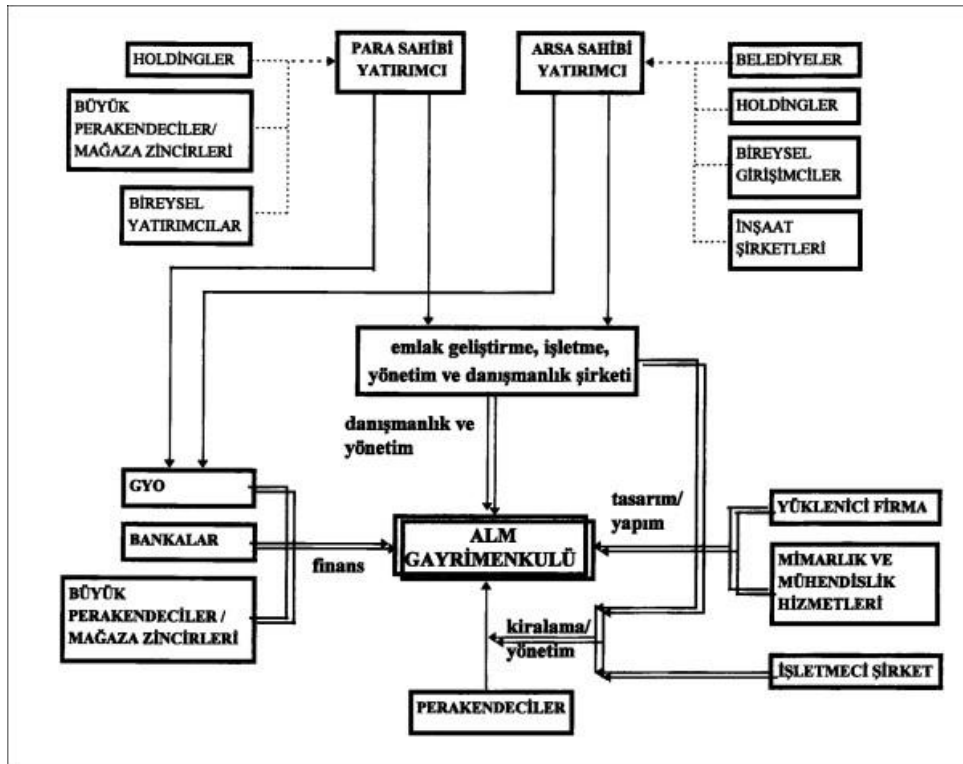 PARA SAHİBİ
YATIRIMCI
ARSA SAHİBİ
YATIRIMCI
HOLDİNGLER
BÜYÜK
PERAKENDECİLER/
MAĞAZA ZİNCİRLERİ
BİREYSEL
YATIRIMCILAR
BELEDİYELER
HOLDİNGLER
BİREYSEL
GİRİŞİMCİLER
İNŞAAT
ŞİRKETLERİ
emlak geliştirme, işletme,
yönetim ve danışmanlık şirketi
danışmanlık ve
yönetim
GYO
BANKALAR
BÜYÜK
PERAKENDECİLER /
MAĞAZA ZİNCİRLERİ
finans
ALM
GAYRİMENKULÜ
tasarım/
yapım
YÜKLENİCİ FİRMA
MİMARLIK VE
MÜHENDİSLİK
HİZMETLERİ
kiralama/
yönetim
İŞLETMECİ ŞİRKET
PERAKENDECİLER